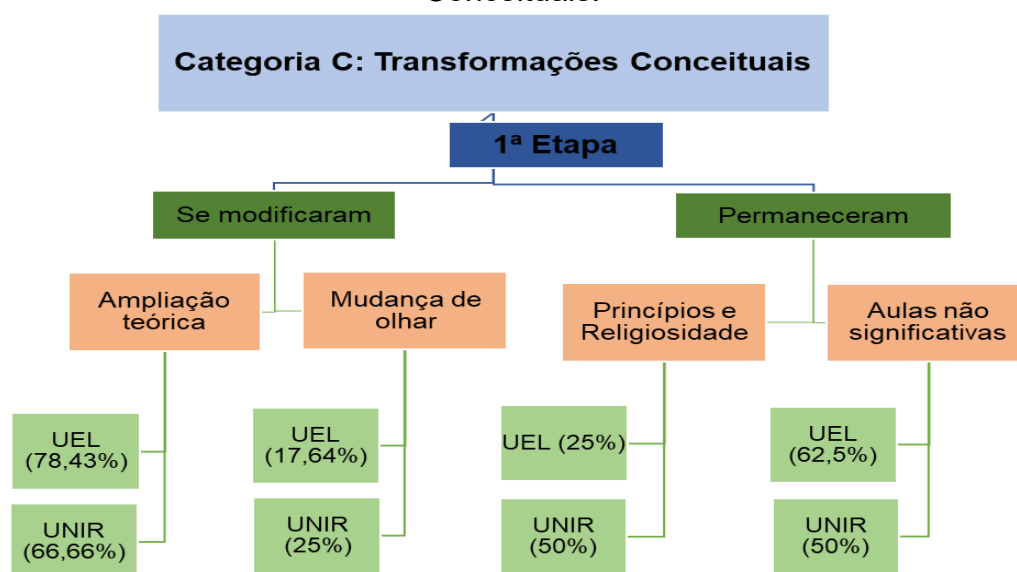 Conceituais.
Categoria C: Transformações Conceituais
1ª Etapa
Se modificaram
Permaneceram
Ampliação
teórica
Mudança de
olhar
Princípios e
Religiosidade
Aulas não
significativas
UEL
(78,43%)
UEL
(17,64%)
UEL (25%)
UEL
(62,5%)
UNIR
(66,66%)
UNIR
(25%)
UNIR
(50%)
UNIR
(50%)